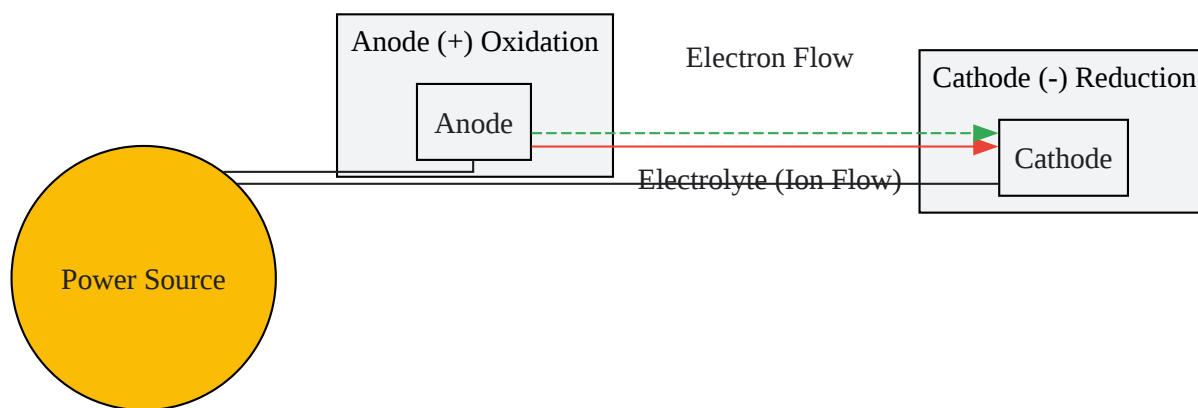 Anode (+) Oxidation
Electron Flow
Cathode (-) Reduction
Anode
Cathode
Electrolyte (Ion Flow)
Power Source